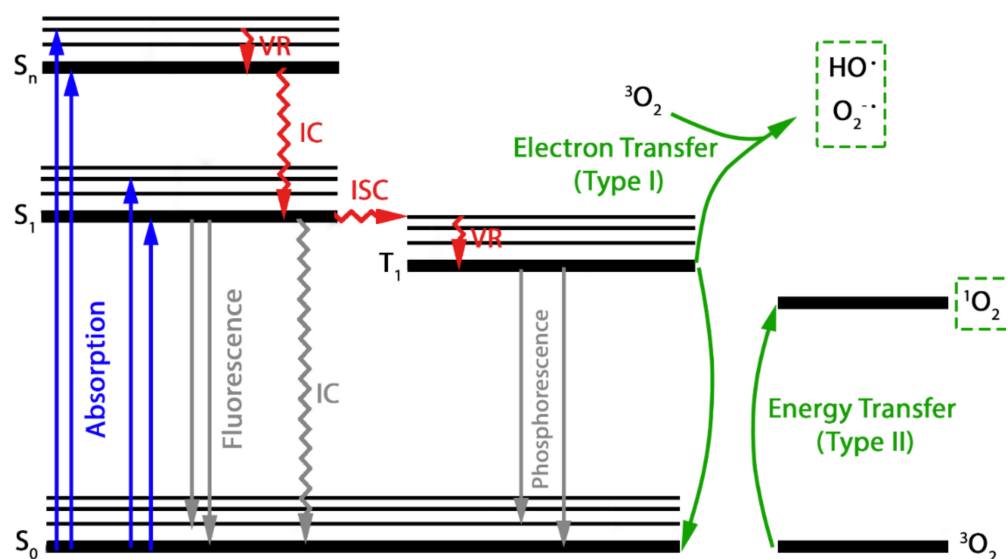 VR
Sₙ
IC
³O₂
HO˙
O₂⁻˙
Electron Transfer
(Type I)
S₁
ISC
VR
T₁
¹O₂
Absorption
Fluorescence
IC
Phosphorescence
Energy Transfer
(Type II)
S₀
³O₂